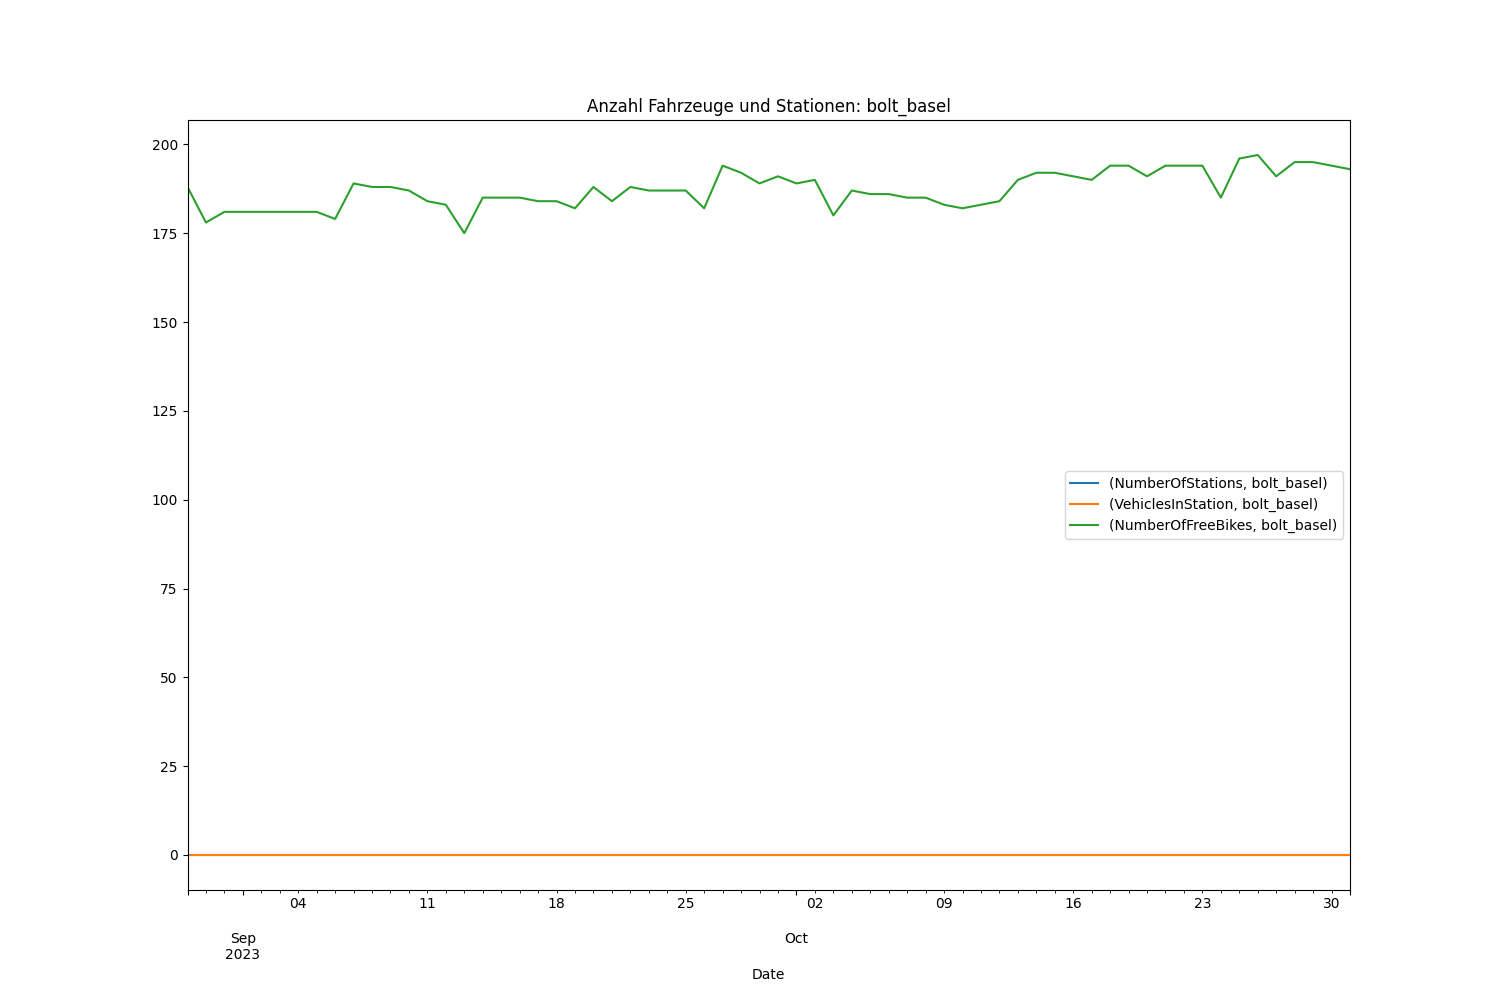 Anzahl Fahrzeuge und Stationen: bolt_basel
200
175
150
125
100
75
50
25
0
(NumberOfStations, bolt_basel)
(VehiclesInStation, bolt_basel)
(NumberOfFreeBikes, bolt_basel)
04 11 18 25 02 09 16 23 30
Sep Oct
2023
Date